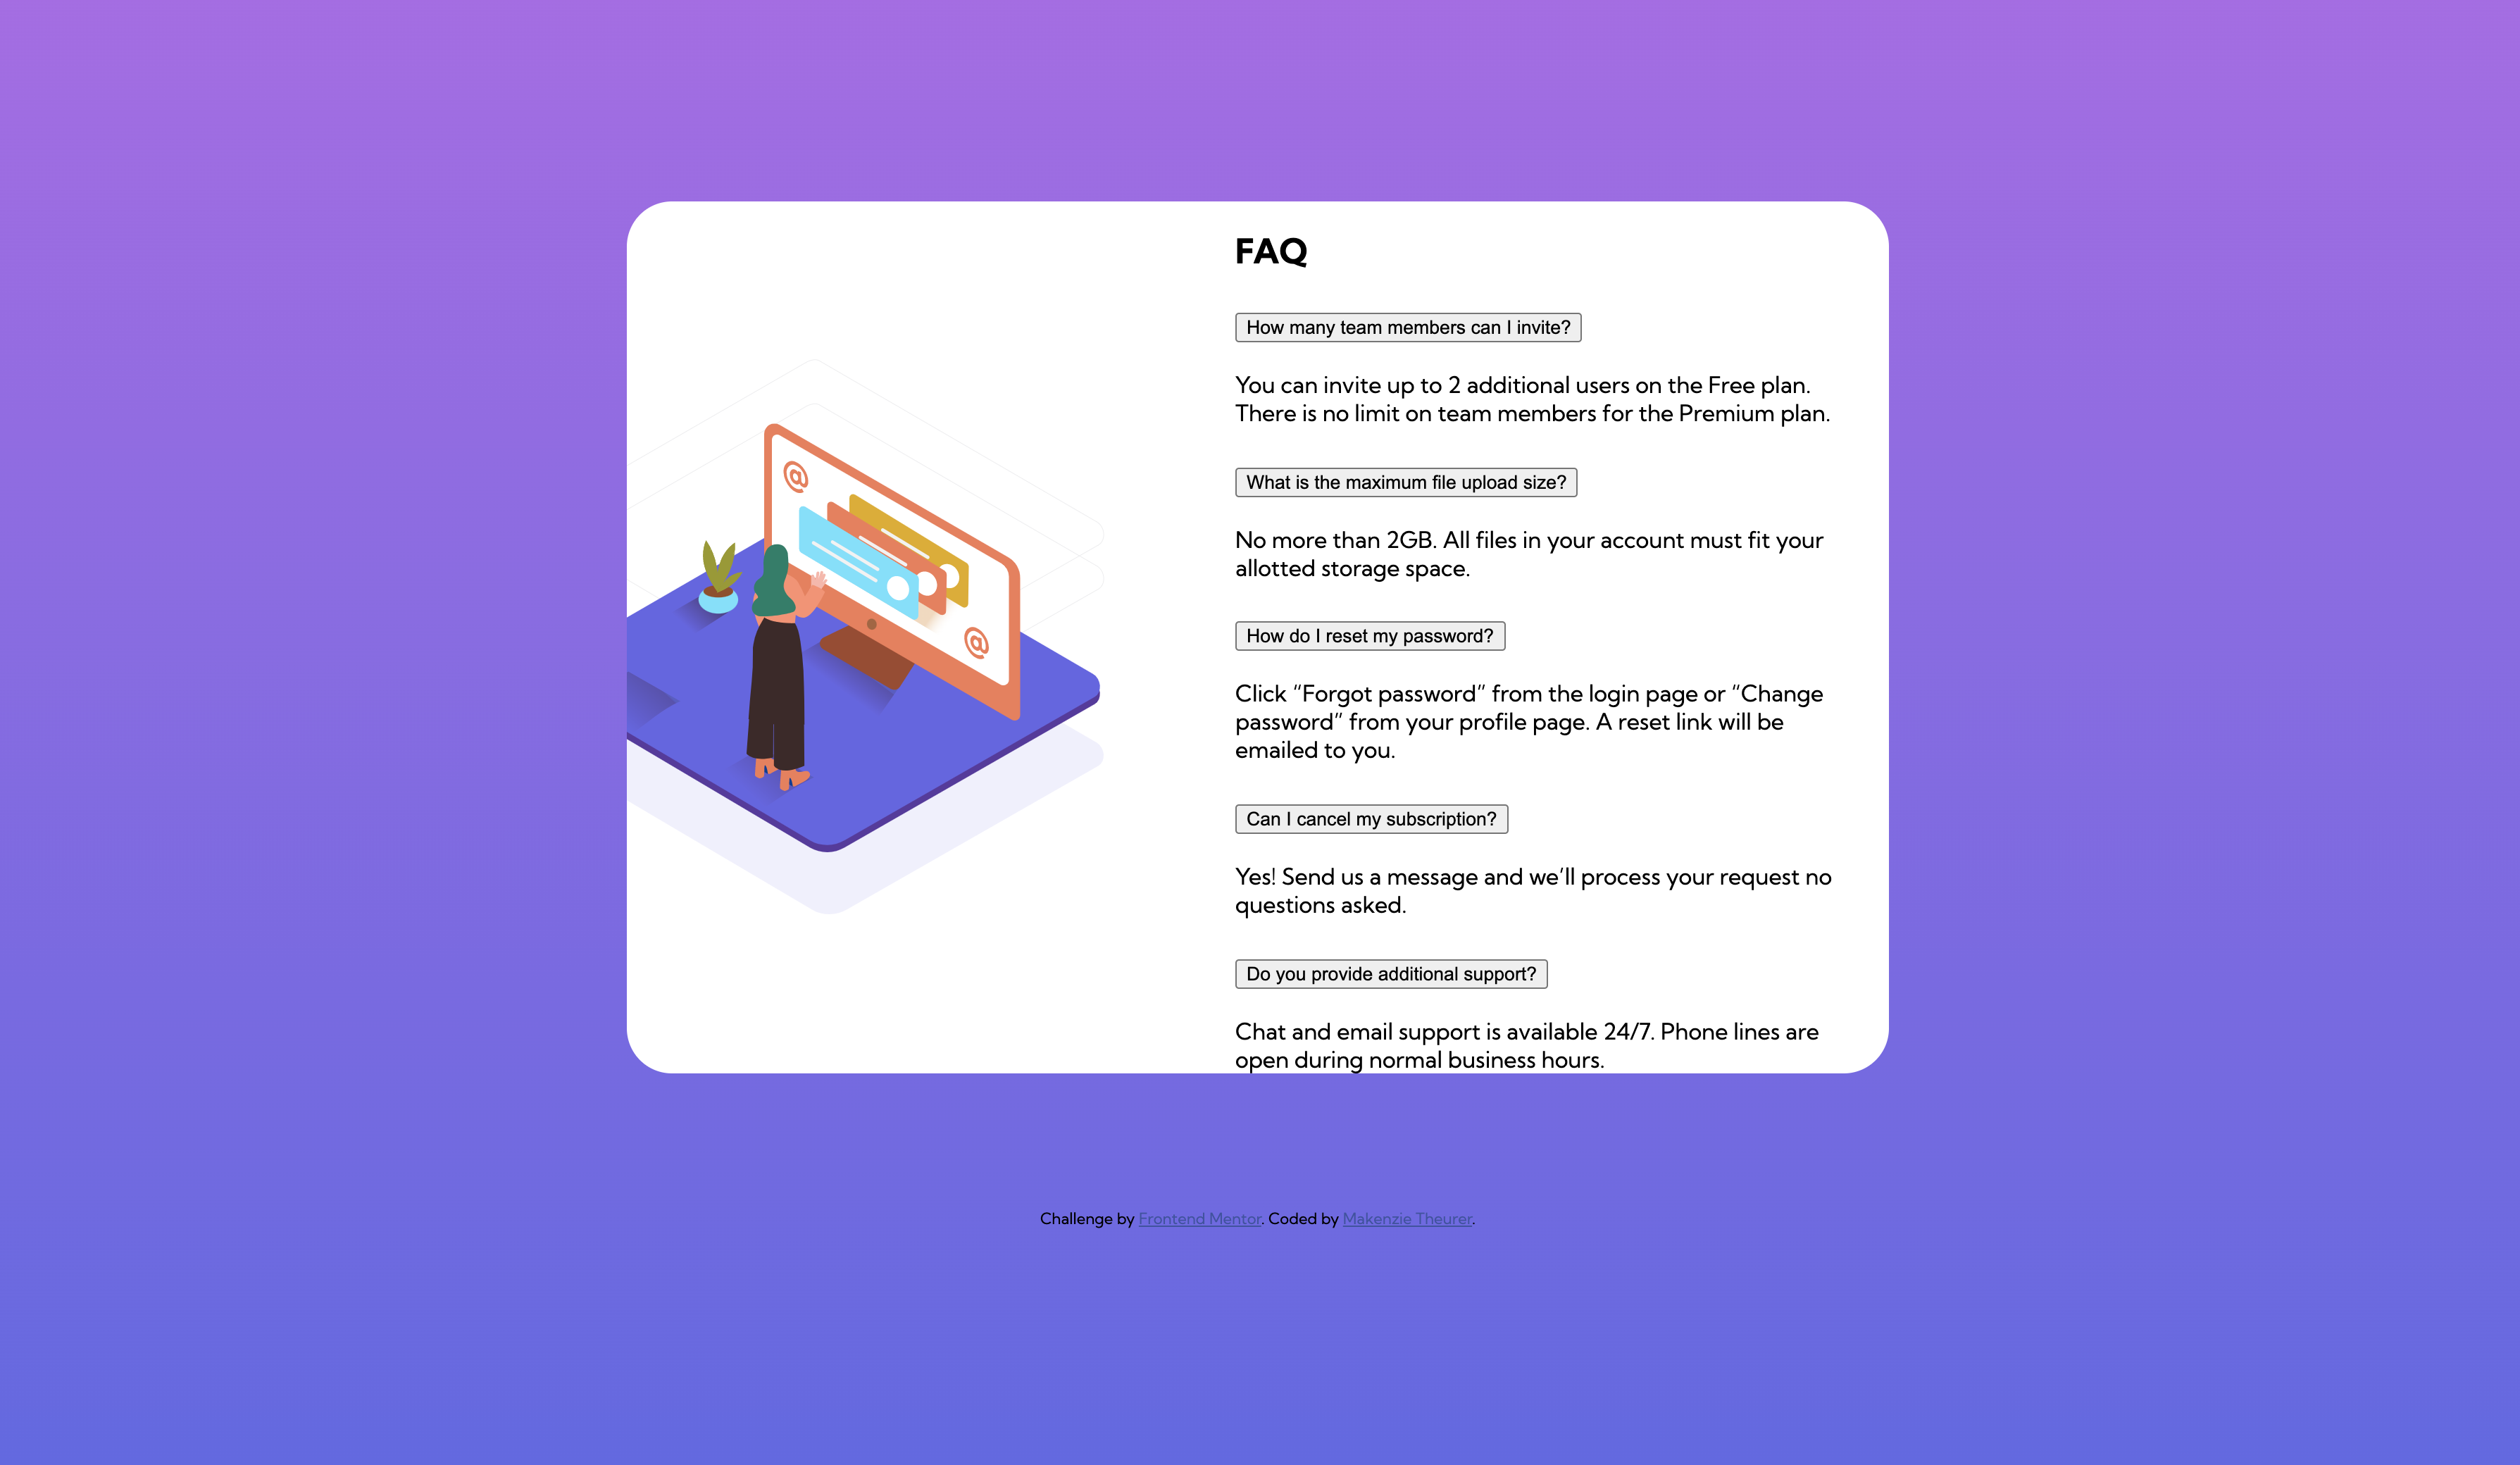 FAQ
How many team members can I invite?
You can invite up to 2 additional users on the Free plan.
There is no limit on team members for the Premium plan.
What is the maximum file upload size?
No more than 2GB. All files in your account must fit your
allotted storage space.
How do I reset my password?
Click “Forgot password” from the login page or “Change
password” from your profile page. A reset link will be
emailed to you.
Can I cancel my subscription?
Yes! Send us a message and we’ll process your request no
questions asked.
Do you provide additional support?
Chat and email support is available 24/7. Phone lines are
open during normal business hours.
@
@
Challenge by Frontend Mentor. Coded by Makenzie Theurer.